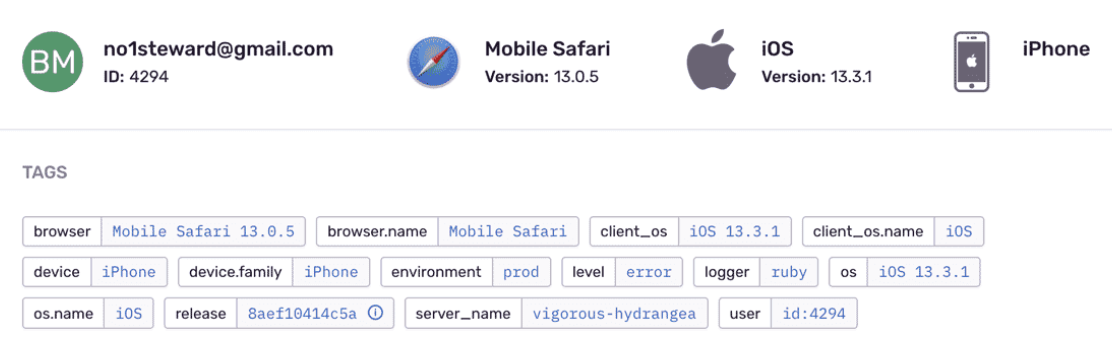 BM no1steward@gmail.com Mobile Safari iOS iPhone
ID: 4294 Version: 13.0.5 Version: 13.3.1
TAGS
browser Mobile Safari 13.0.5 browser.name Mobile Safari client_os iOS 13.3.1 client_os.name iOS
device iPhone device.family iPhone environment prod level error logger ruby os iOS 13.3.1
os.name iOS release 8aef10414c5a server_name vigorous-hydrangea user id:4294